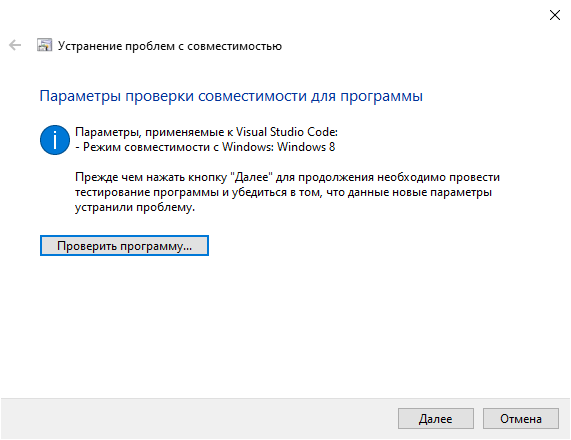 Устранение проблем с совместимостью
Параметры проверки совместимости для программы
Параметры, применяемые к Visual Studio Code:
- Режим совместимости с Windows: Windows 8
Прежде чем нажать кнопку "Далее" для продолжения необходимо провести
тестирование программы и убедиться в том, что данные новые параметры
устранили проблему.
Проверить программу...
Далее
Отмена